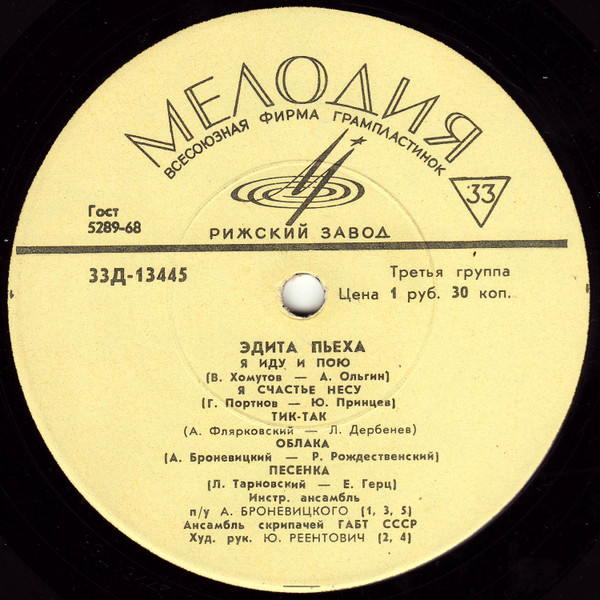 МЕЛОДИЯ
ВСЕСОЮЗНАЯ ФИРМА ГРАМПЛАСТИНОК
33
Гост
5289-68
РИЖСКИЙ ЗАВОД
33Д-13445
Третья группа
Цена 1 руб. 30 коп.
ЭДИТА ПЬЕХА
Я ИДУ И ПОЮ
(В. Хомутов — А. Ольгин)
Я СЧАСТЬЕ НЕСУ
(Г. Портнов — Ю. Принцев)
ТИК-ТАК
(А. Флярковский — Л. Дербенев)
ОБЛАКА
(А. Броневицкий — Р. Рождественский)
ПЕСЕНКА
(Л. Тарновский — Е. Герц)
Инстр. ансамбль
п/у А. БРОНЕВИЦКОГО (1, 3, 5)
Ансамбль скрипачей ГАБТ СССР
Худ. рук. Ю. РЕЕНТОВИЧ (2, 4)